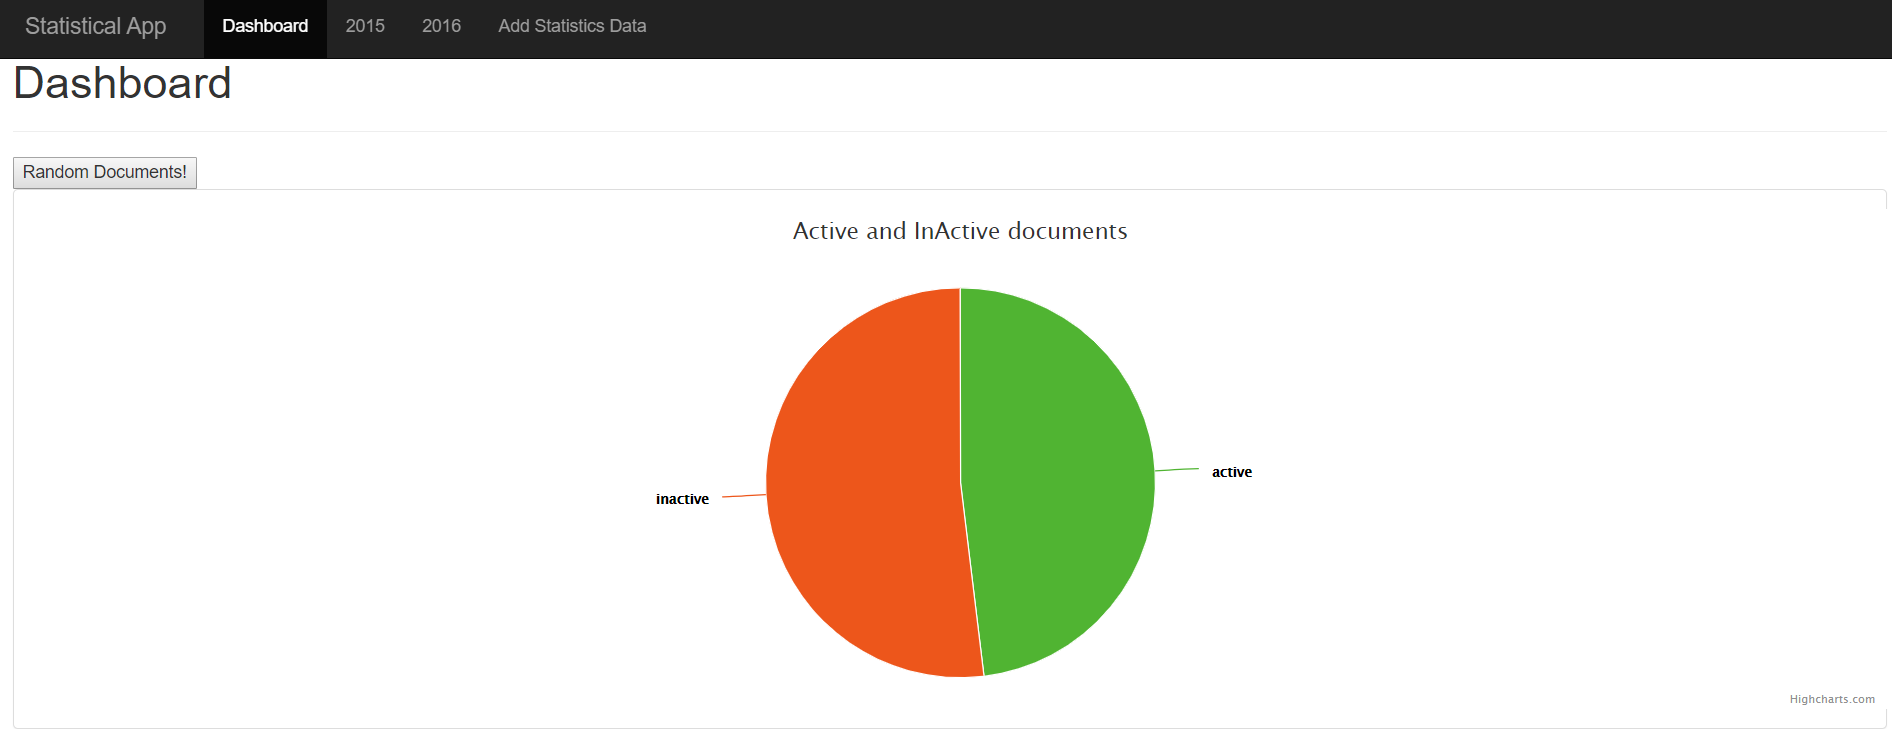 Statistical App Dashboard 2015 2016 Add Statistics Data
Dashboard
Random Documents!
Active and InActive documents
active
inactive
Highcharts.com